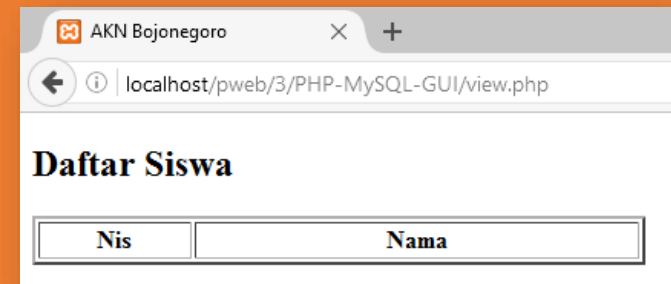 AKN Bojonegoro
localhost/pweb/3/PHP-MySQL-GUI/view.php
Daftar Siswa
Nis Nama